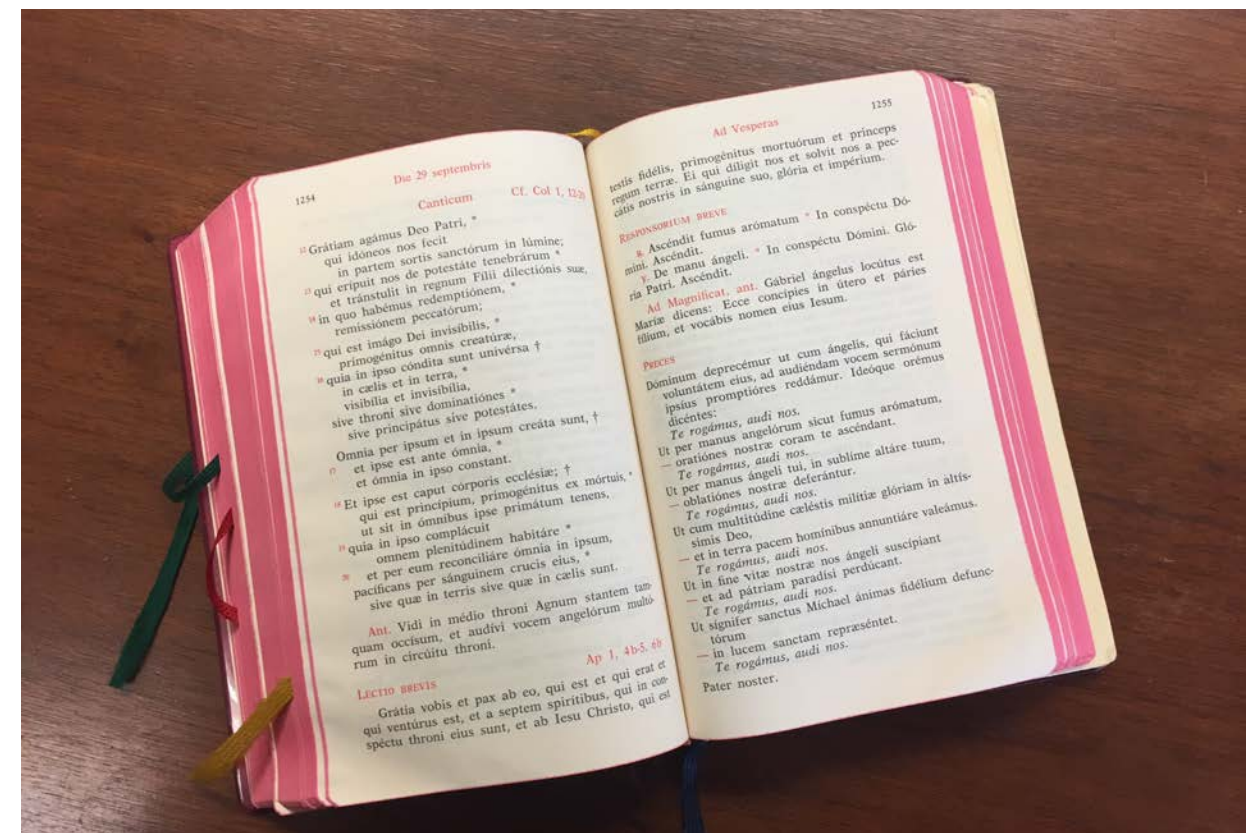 1254
Die 29 septembris
Canticum Cf. Col 1, 12-20
12 Grátiam agámus Deo Patri, *
qui idóneos nos fecit
in partem sortis sanctórum in lúmine;
13 qui erípuit nos de potestáte tenebrárum *
et tránstulit in regnum Fílii dilectiónis suæ,
14 in quo habémus redemptiónem, *
remissiónem peccatórum;
15 qui est imágo Dei invisíbilis, *
primogénitus omnis creatúræ,
16 quia in ipso cóndita sunt univérsa †
in cælis et in terra, *
visibília et invisibília,
sive throni sive dominatiónes *
sive principátus sive potestátes.
Omnia per ipsum et in ipsum creáta sunt, †
17 et ipse est ante ómnia, *
et ómnia in ipso constant.
18 Et ipse est caput córporis ecclésiæ; †
qui est princípium, primogénitus ex mórtuis, *
ut sit in ómnibus ipse primátum tenens,
19 quia in ipso complácuit
omnem plenitúdinem habitáre *
20 et per eum reconciliáre ómnia in ipsum,
pacíficans per sánguinem crucis eius, *
sive quæ in terris sive quæ in cælis sunt.
Ant. Vidi in médio throni Agnum stantem tam-
quam occísum, et audívi vocem angelórum multó-
rum in circúitu throni.
LECTIO BREVIS Ap 1, 4b-5. 6b
Grátia vobis et pax ab eo, qui est et qui erat et
qui ventúrus est, et a septem spirítibus, qui in con-
spéctu throni eius sunt, et ab Iesu Christo, qui est
1255
Ad Vesperas
testis fidélis, primogénitus mortuórum et princeps
regum terræ. Ei qui díligit nos et solvit nos a pec-
cátis nostris in sánguine suo, glória et impérium.
RESPONSORIUM BREVE
℟. Ascéndit fumus arómatum * In conspéctu Dó-
mini. Ascéndit.
℣. De manu ángeli. * In conspéctu Dómini. Gló-
ria Patri. Ascéndit.
Ad Magnificat, ant. Gábriel ángelus locútus est
Maríæ dicens: Ecce concípies in útero et páries
fílium, et vocábis nomen eius Iesum.
PRECES
Dóminum deprecémur ut cum ángelis, qui fáciunt
voluntátem eius, ad audiéndam vocem sermónum
ipsíus promptióres reddámur. Ideóque orémus
dicéntes:
Te rogámus, audi nos.
Ut per manus angelórum sicut fumus arómatum,
— oratiónes nostræ coram te ascéndant.
Te rogámus, audi nos.
Ut per manus ángeli tui, in sublíme altáre tuum,
— oblatiónes nostræ deferántur.
Te rogámus, audi nos.
Ut cum multitúdine cæléstis milítiæ glóriam in altís-
simis Deo,
— et in terra pacem homínibus annuntiáre valeámus.
Te rogámus, audi nos.
Ut in fine vitæ nostræ nos ángeli suscípiant
— et ad pátriam paradísi perdúcant.
Te rogámus, audi nos.
Ut sígnifer sanctus Míchael ánimas fidélium defunc-
tórum
— in lucem sanctam repræséntet.
Te rogámus, audi nos.
Pater noster.